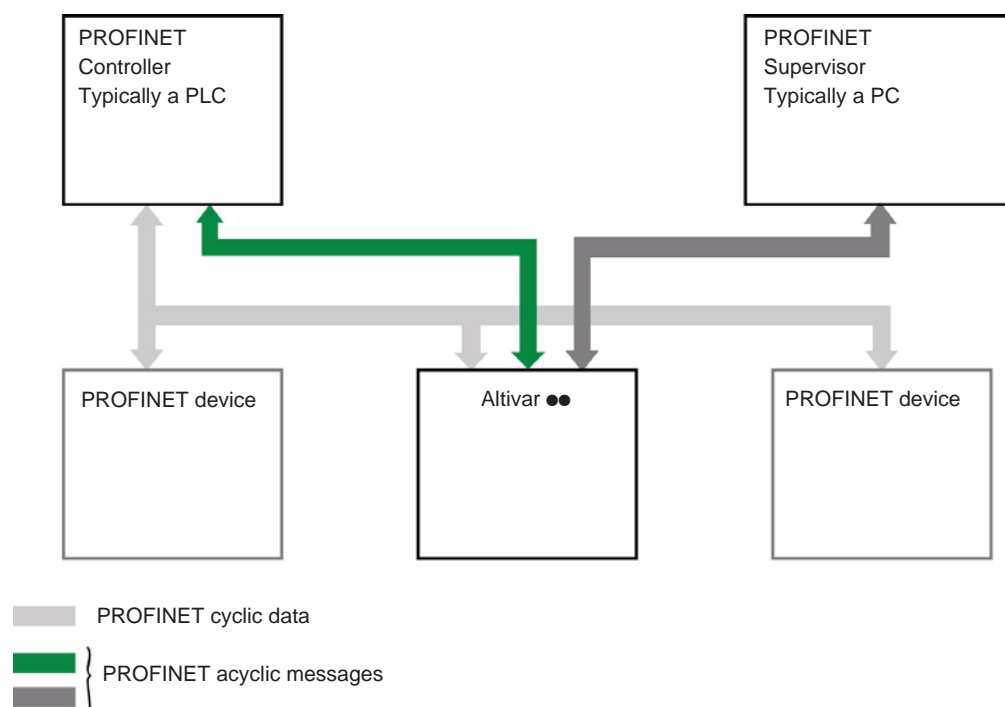 PROFINET
Controller
Typically a PLC
PROFINET
Supervisor
Typically a PC
PROFINET device
Altivar ●●
PROFINET device
PROFINET cyclic data
PROFINET acyclic messages